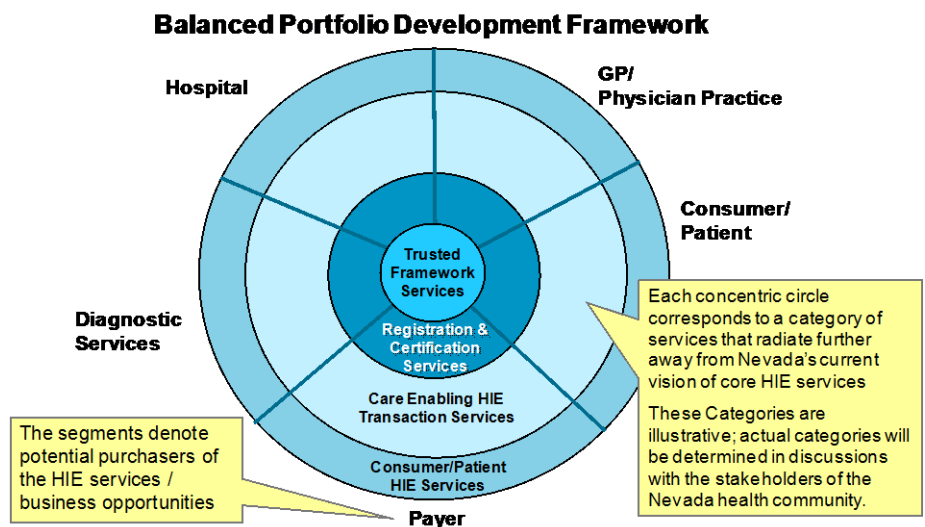 Balanced Portfolio Development Framework
Hospital
GP/
Physician Practice
Consumer/
Patient
Trusted
Framework
Services
Diagnostic
Services
Registration &
Certification
Services
Care Enabling HIE
Transaction Services
Consumer/Patient
HIE Services
Payer
Each concentric circle
corresponds to a category of
services that radiate further
away from Nevada's current
vision of core HIE services
These Categories are
illustrative; actual categories will
be determined in discussions
with the stakeholders of the
Nevada health community.
The segments denote
potential purchasers of
the HIE services /
business opportunities